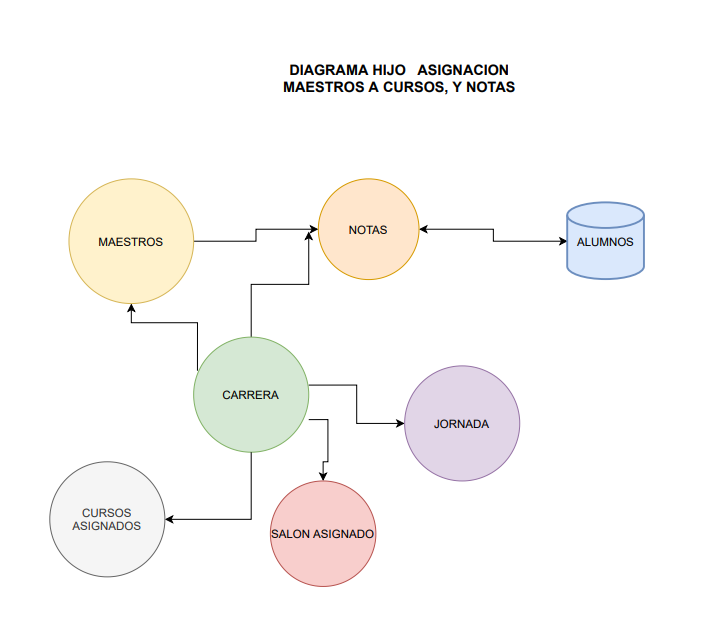 DIAGRAMA HIJO   ASIGNACION
MAESTROS A CURSOS, Y NOTAS
MAESTROS
NOTAS
ALUMNOS
CARRERA
JORNADA
CURSOS
ASIGNADOS
SALON ASIGNADO